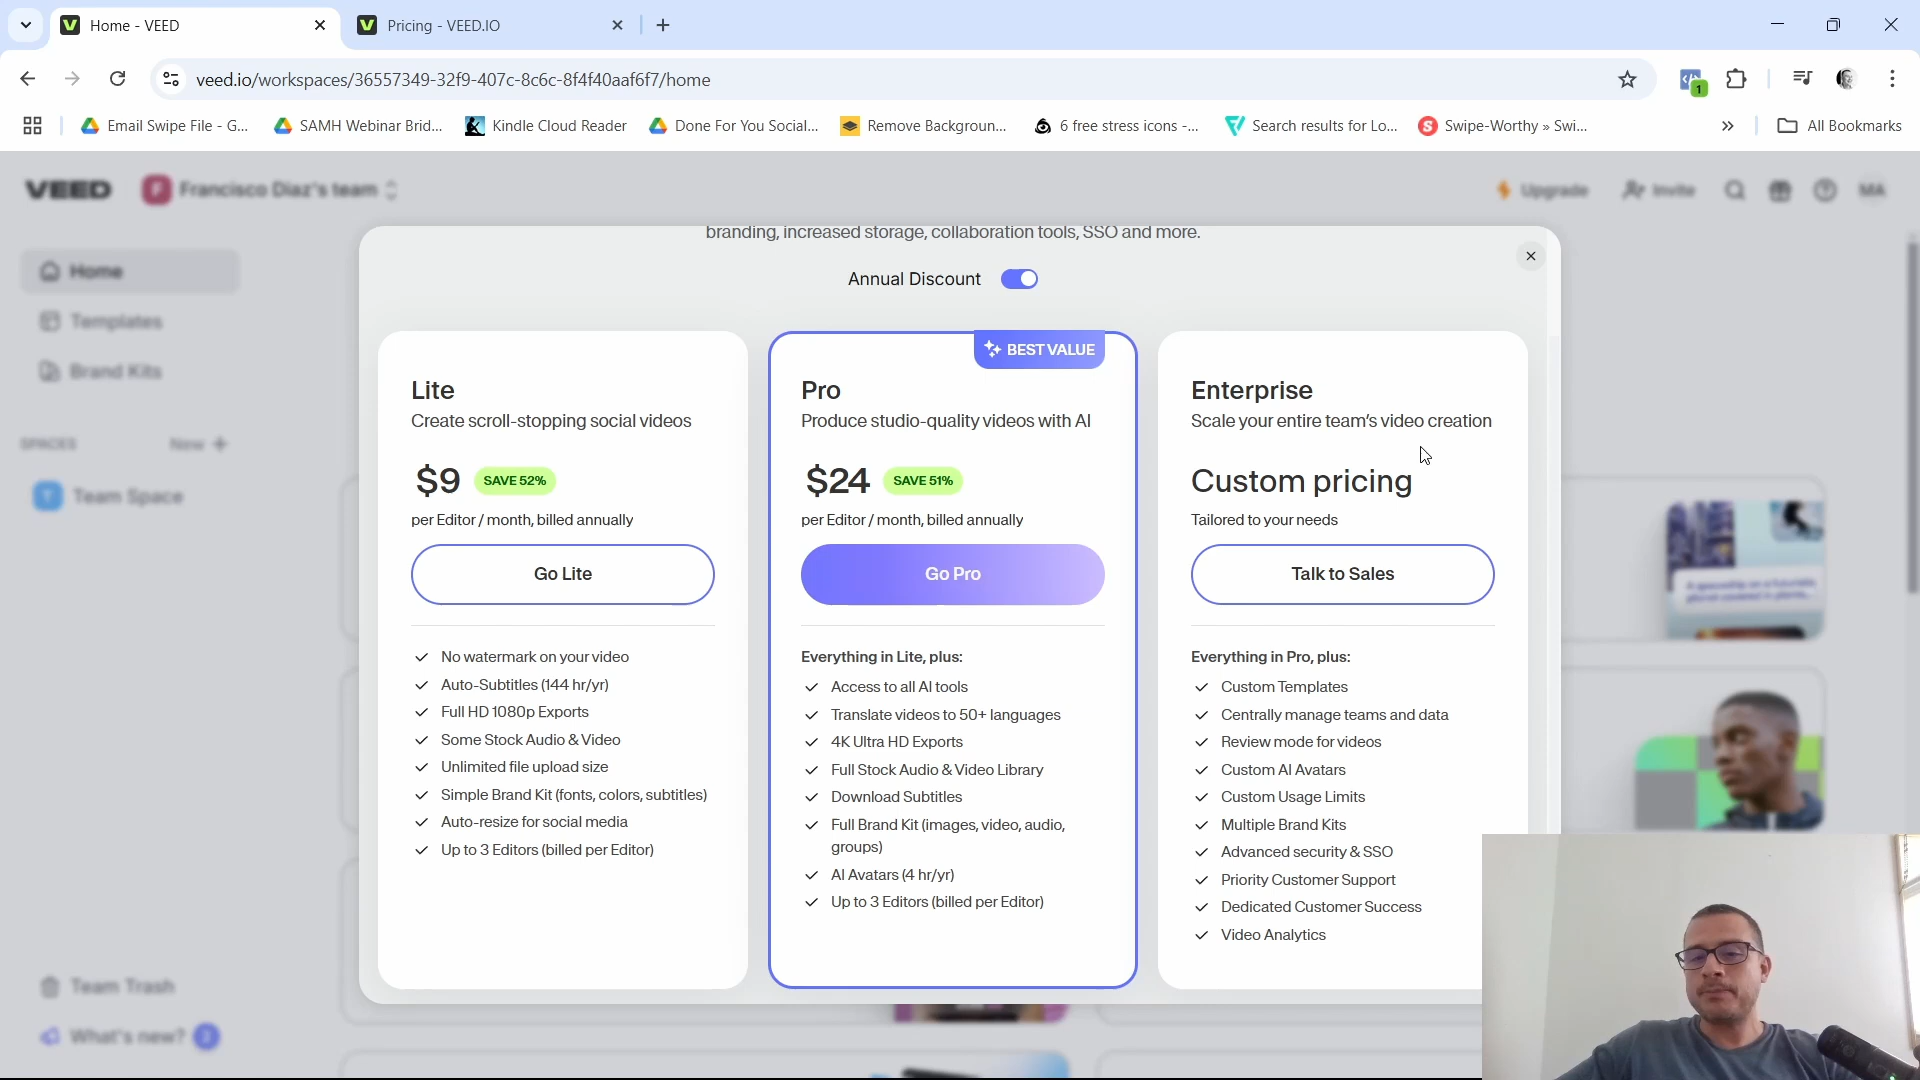 Home - VEED
Pricing - VEED.IO
veed.io/workspaces/36557349-32f9-407c-8c6c-8f4f40aaf6f7/home
1
Email Swipe File - G...
SAMH Webinar Brid...
Kindle Cloud Reader
Done For You Social...
Remove Backgroun...
6 free stress icons -...
Search results for Lo...
Swipe-Worthy » Swi...
All Bookmarks
VEED
F
Francisco Diaz's team
Upgrade
Invite
MA
Home
Templates
Brand Kits
SPACES
New +
T
Team Space
Team Trash
What's new?
2
branding, increased storage, collaboration tools, SSO and more.
Annual Discount
Lite
Create scroll-stopping social videos
$9
SAVE 52%
per Editor / month, billed annually
Go Lite
No watermark on your video
Auto-Subtitles (144 hr/yr)
Full HD 1080p Exports
Some Stock Audio & Video
Unlimited file upload size
Simple Brand Kit (fonts, colors, subtitles)
Auto-resize for social media
Up to 3 Editors (billed per Editor)
BEST VALUE
Pro
Produce studio-quality videos with AI
$24
SAVE 51%
per Editor / month, billed annually
Go Pro
Everything in Lite, plus:
Access to all AI tools
Translate videos to 50+ languages
4K Ultra HD Exports
Full Stock Audio & Video Library
Download Subtitles
Full Brand Kit (images, video, audio,
groups)
AI Avatars (4 hr/yr)
Up to 3 Editors (billed per Editor)
Enterprise
Scale your entire team's video creation
Custom pricing
Tailored to your needs
Talk to Sales
Everything in Pro, plus:
Custom Templates
Centrally manage teams and data
Review mode for videos
Custom AI Avatars
Custom Usage Limits
Multiple Brand Kits
Advanced security & SSO
Priority Customer Support
Dedicated Customer Success
Video Analytics
A spaceship on a futuristic
planet covered in plants...